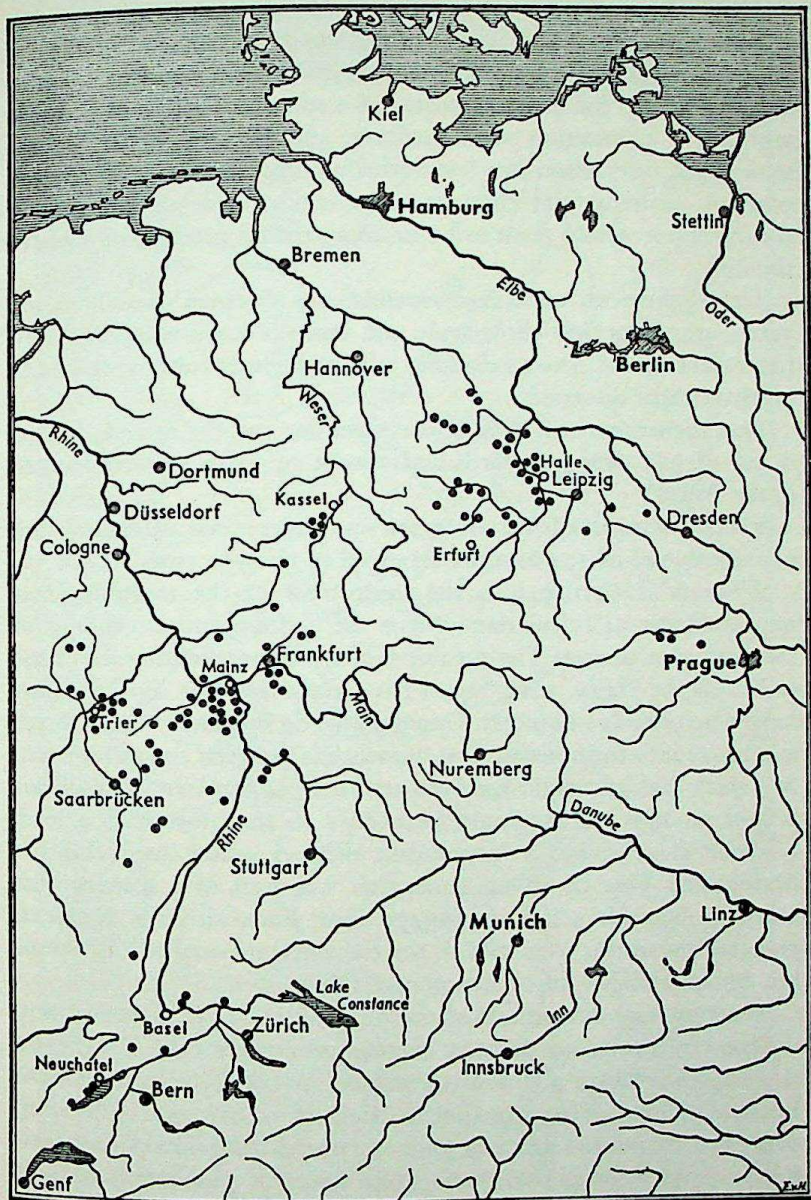 Kiel
Hamburg
Stettin
Bremen
Elbe
Oder
Berlin
Hannover
Weser
Rhine
Dortmund
Halle
Leipzig
Kassel
Düsseldorf
Dresden
Cologne
Erfurt
Frankfurt
Mainz
Prague
Main
Trier
Nuremberg
Saarbrücken
Rhine
Danube
Stuttgart
Linz
Munich
Lake
Constance
Inn
Basel
Zürich
Neuchatel
Innsbruck
Bern
Genf